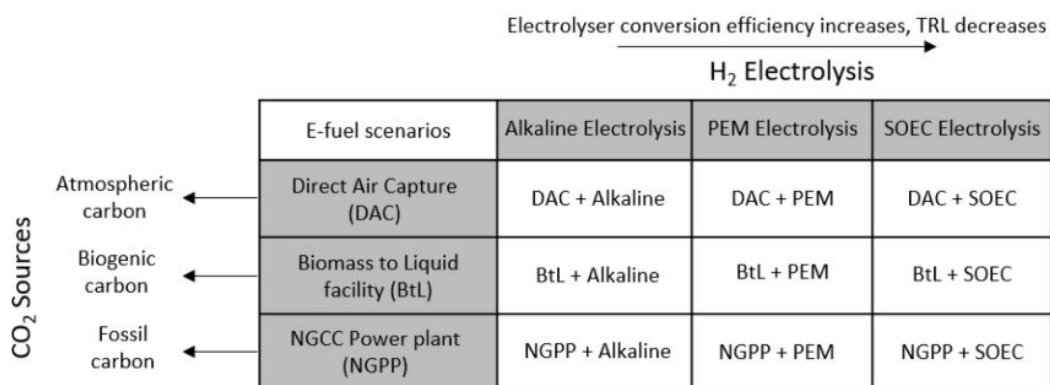 Electrolyser conversion efficiency increases, TRL decreases
H₂ Electrolysis
E-fuel scenarios
Alkaline Electrolysis
PEM Electrolysis
SOEC Electrolysis
CO₂ Sources
Atmospheric
carbon
Direct Air Capture
(DAC)
DAC + Alkaline
DAC + PEM
DAC + SOEC
Biogenic
carbon
Biomass to Liquid
facility (BtL)
BtL + Alkaline
BtL + PEM
BtL + SOEC
Fossil
carbon
NGCC Power plant
(NGPP)
NGPP + Alkaline
NGPP + PEM
NGPP + SOEC